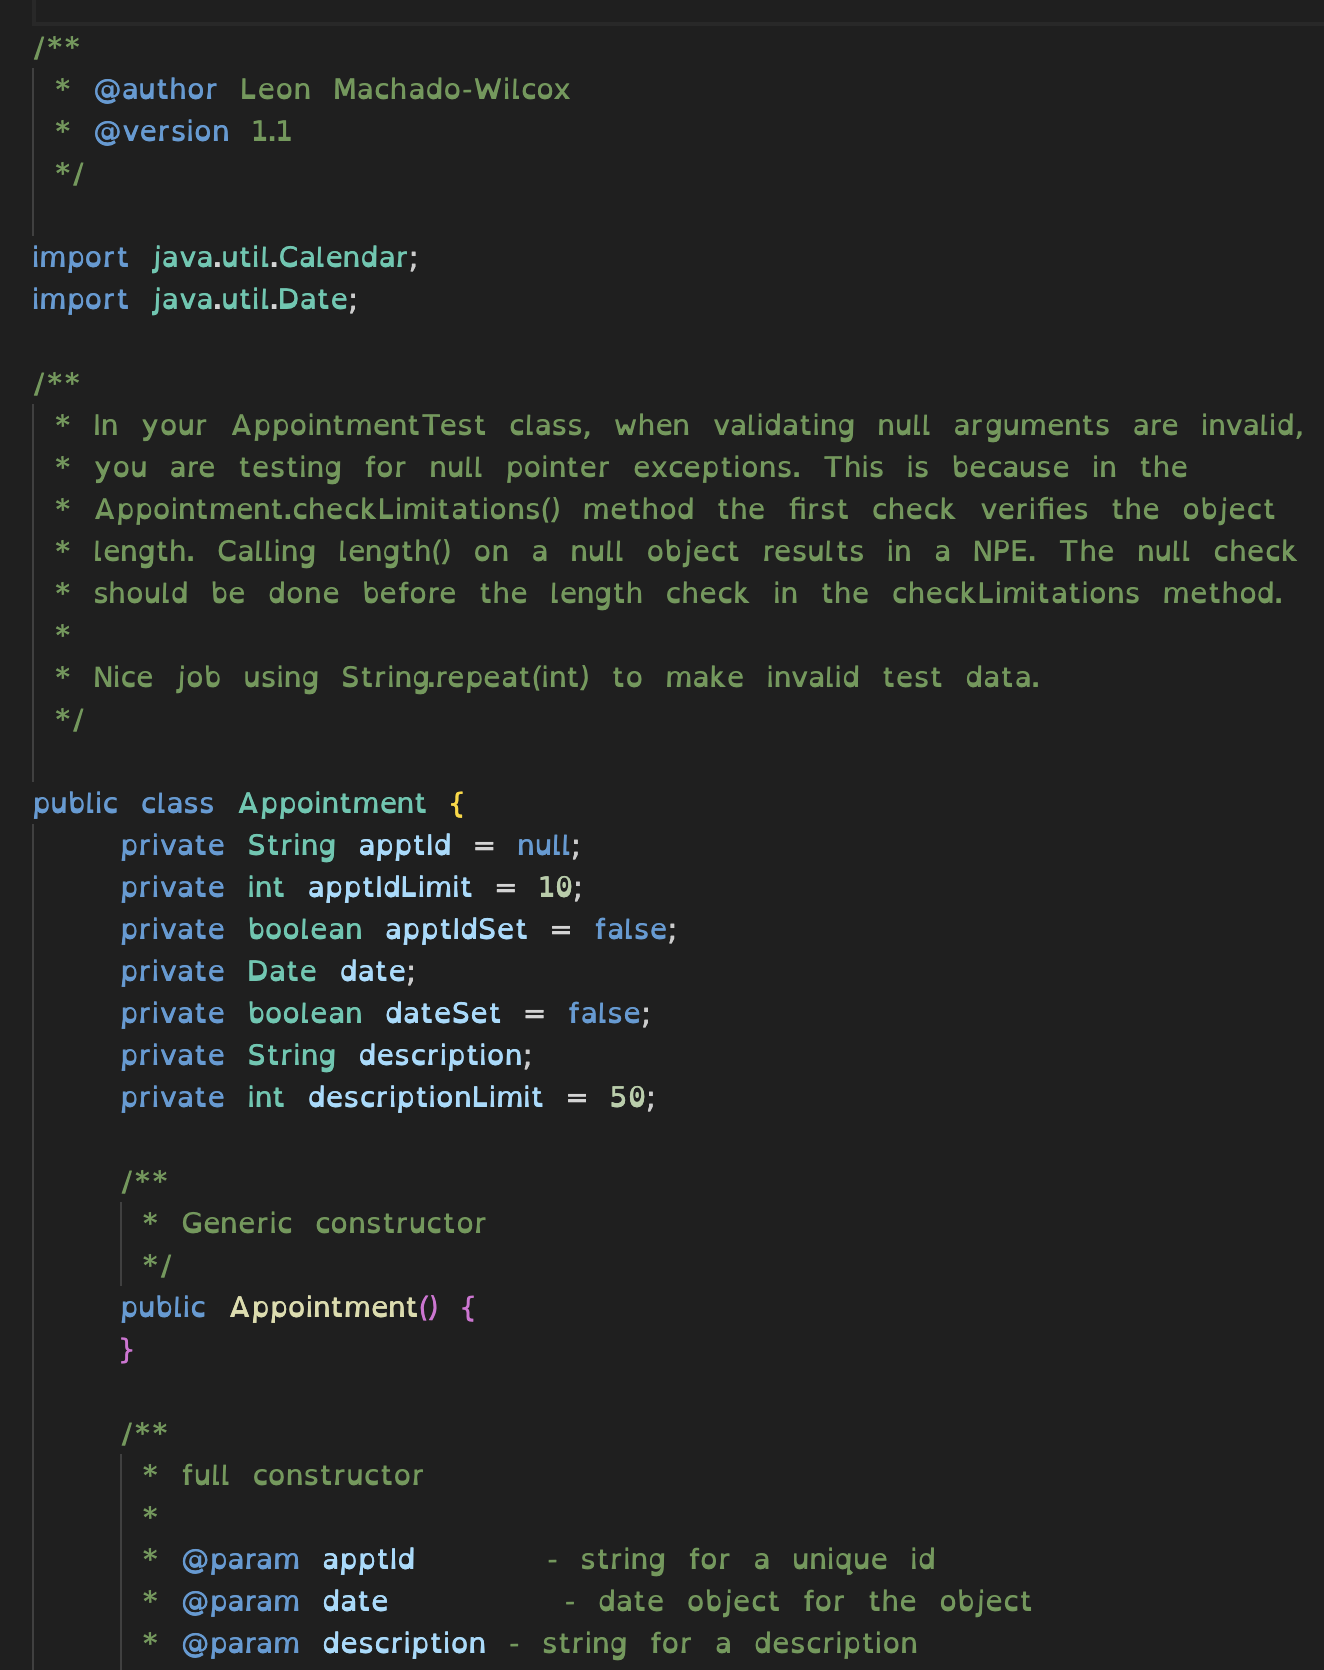 /**
 * @author Leon Machado-Wilcox
 * @version 1.1
 */
import java.util.Calendar;
import java.util.Date;
/**
 * In your AppointmentTest class, when validating null arguments are invalid,
 * you are testing for null pointer exceptions. This is because in the
 * Appointment.checkLimitations() method the first check verifies the object
 * length. Calling length() on a null object results in a NPE. The null check
 * should be done before the length check in the checkLimitations method.
 *
 * Nice job using String.repeat(int) to make invalid test data.
 */
public class Appointment {
    private String apptId = null;
    private int apptIdLimit = 10;
    private boolean apptIdSet = false;
    private Date date;
    private boolean dateSet = false;
    private String description;
    private int descriptionLimit = 50;
    /**
     * Generic constructor
     */
    public Appointment() {
    }
    /**
     * full constructor
     *
     * @param apptId      - string for a unique id
     * @param date        - date object for the object
     * @param description - string for a description